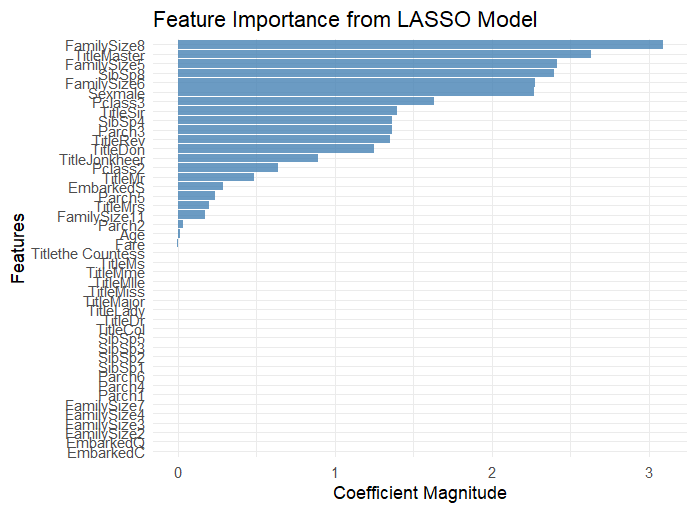 Feature Importance from LASSO Model
FamilySize8
TitleMaster
FamilySize5
SibSp8
FamilySize6
Sexmale
Pclass3
TitleSir
SibSp4
Parch3
TitleRev
TitleDon
TitleJonkheer
Pclass2
TitleMr
EmbarkedS
Parch5
TitleMrs
FamilySize11
Parch2
Age
Fare
Titlethe Countess
TitleMs
TitleMme
TitleMlle
TitleMiss
TitleMajor
TitleLady
TitleDr
TitleCol
SibSp5
SibSp3
SibSp2
SibSp1
Parch6
Parch4
Parch1
FamilySize7
FamilySize4
FamilySize3
FamilySize2
EmbarkedQ
EmbarkedC
Features
0 1 2 3
Coefficient Magnitude